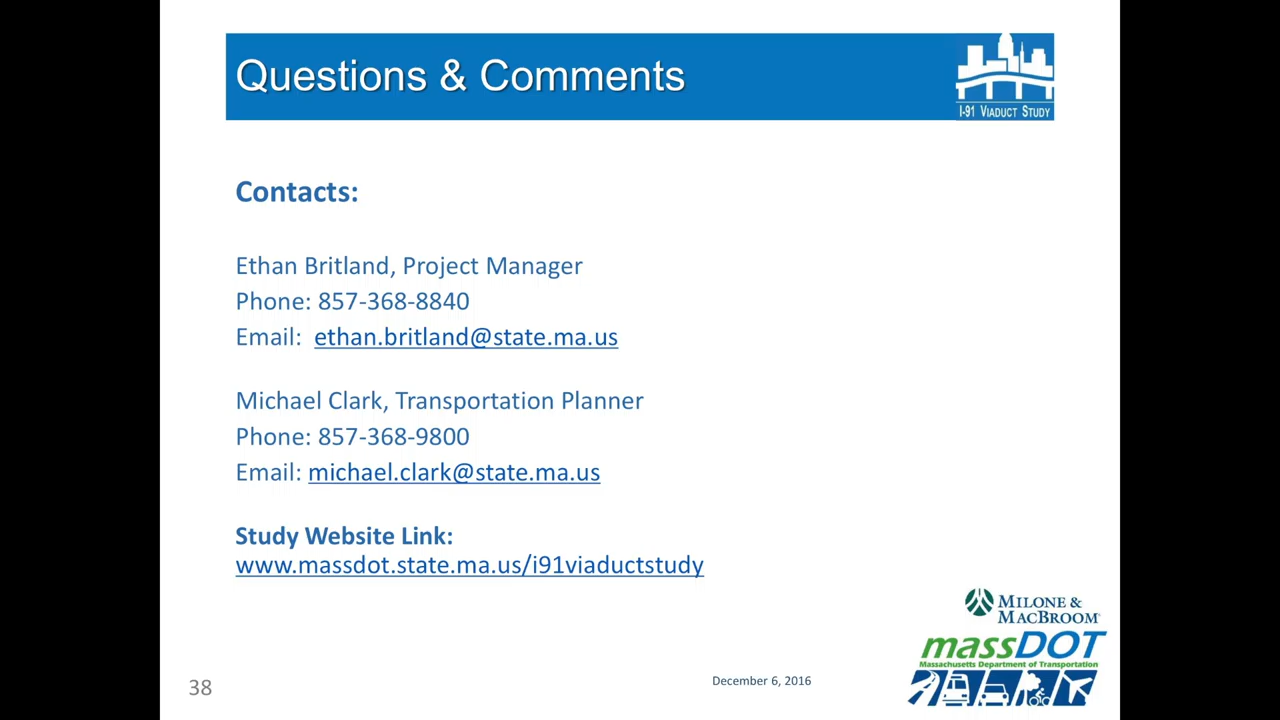 Questions & Comments
I-91 VIADUCT STUDY
Contacts:
Ethan Britland, Project Manager
Phone: 857-368-8840
Email: ethan.britland@state.ma.us
Michael Clark, Transportation Planner
Phone: 857-368-9800
Email: michael.clark@state.ma.us
Study Website Link:
www.massdot.state.ma.us/i91viaductstudy
MILONE &
MACBROOM
massDOT
Massachusetts Department of Transportation
December 6, 2016
38